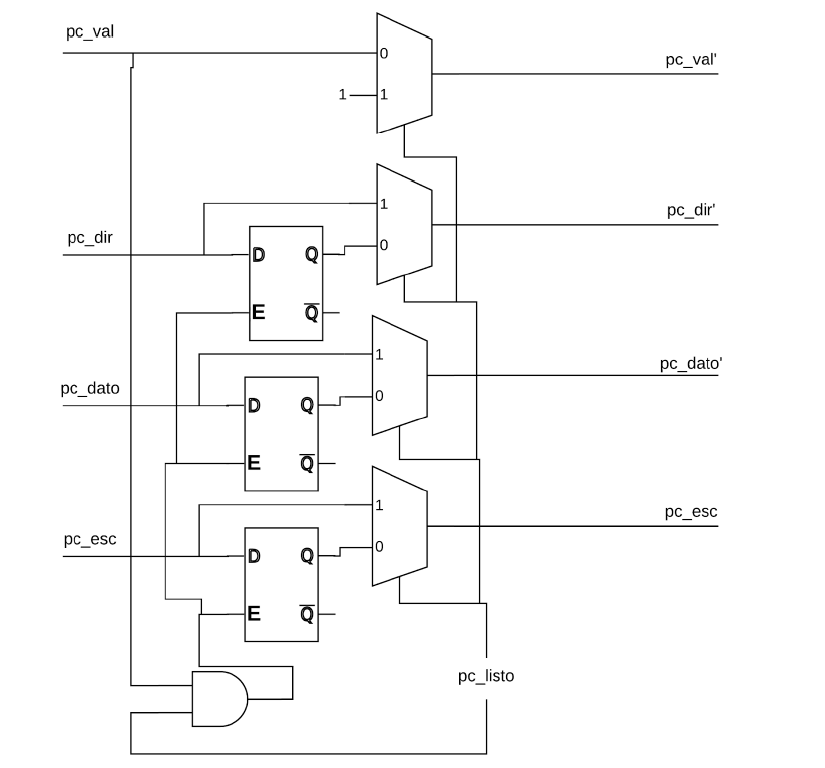 pc_val
0
pc_val'
1 1
1
pc_dir'
pc_dir
0
D Q
E Q
1
pc_dato'
pc_dato
0
D Q
E Q
1
pc_esc
pc_esc
0
D Q
E Q
pc_listo